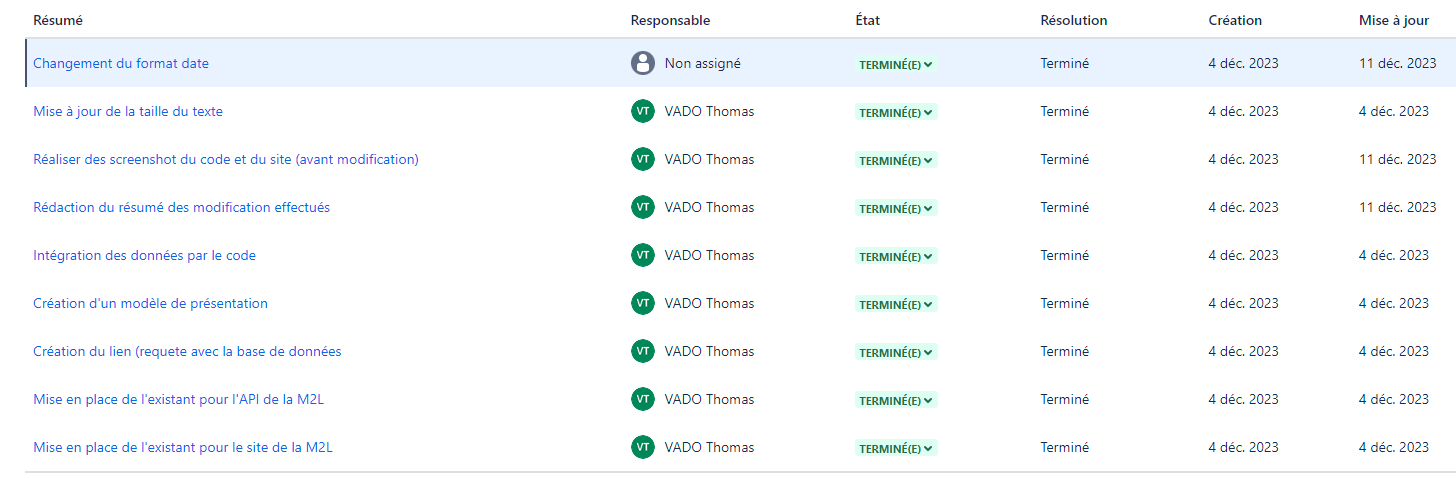 Résumé Responsable État Résolution Création Mise à jour
Changement du format date Non assigné TERMINÉ(E) Terminé 4 déc. 2023 11 déc. 2023
Mise à jour de la taille du texte VT VADO Thomas TERMINÉ(E) Terminé 4 déc. 2023 4 déc. 2023
Réaliser des screenshot du code et du site (avant modification) VT VADO Thomas TERMINÉ(E) Terminé 4 déc. 2023 11 déc. 2023
Rédaction du résumé des modification effectués VT VADO Thomas TERMINÉ(E) Terminé 4 déc. 2023 11 déc. 2023
Intégration des données par le code VT VADO Thomas TERMINÉ(E) Terminé 4 déc. 2023 4 déc. 2023
Création d'un modèle de présentation VT VADO Thomas TERMINÉ(E) Terminé 4 déc. 2023 4 déc. 2023
Création du lien (requete avec la base de données VT VADO Thomas TERMINÉ(E) Terminé 4 déc. 2023 4 déc. 2023
Mise en place de l'existant pour l'API de la M2L VT VADO Thomas TERMINÉ(E) Terminé 4 déc. 2023 4 déc. 2023
Mise en place de l'existant pour le site de la M2L VT VADO Thomas TERMINÉ(E) Terminé 4 déc. 2023 4 déc. 2023